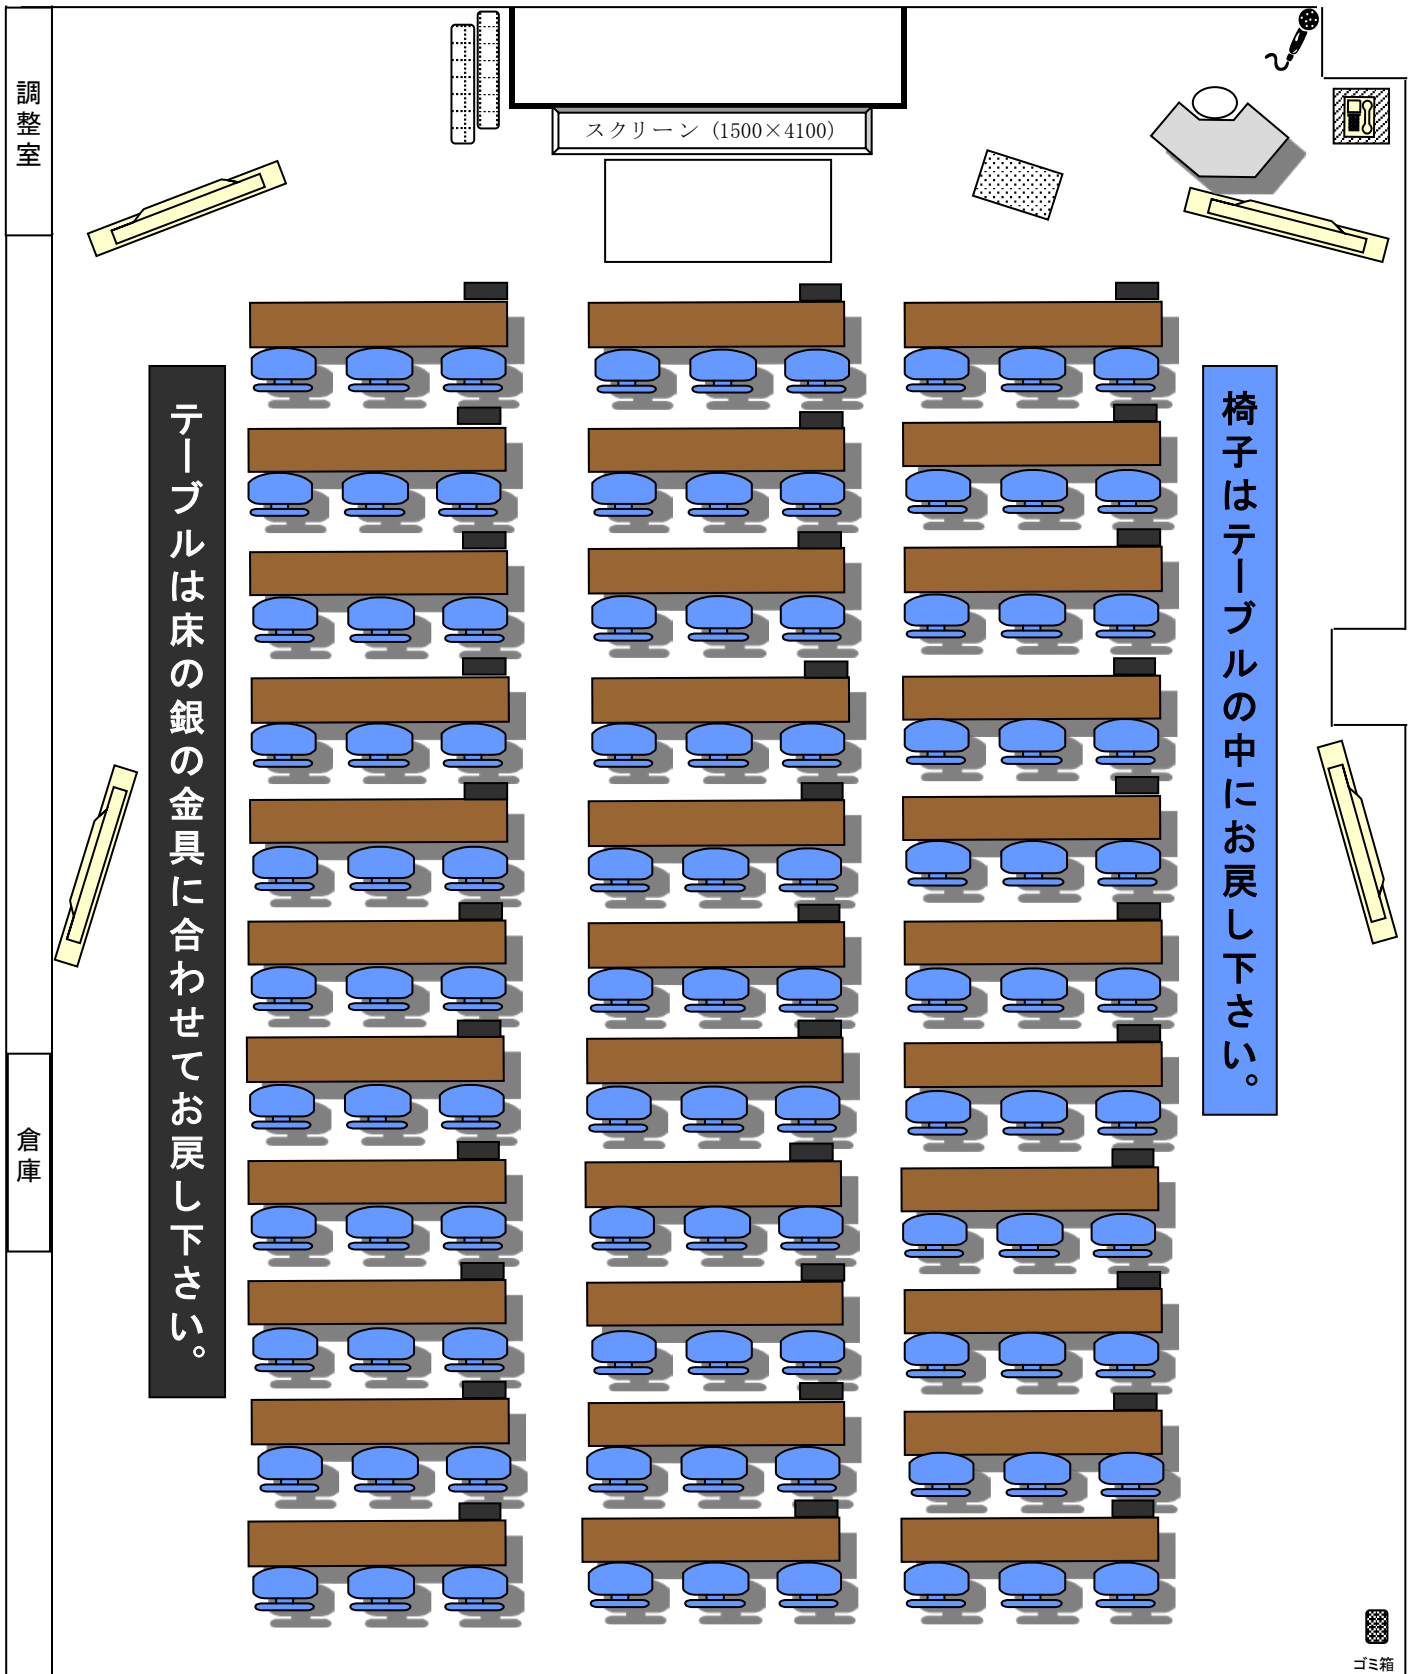 調整室
スクリーン（1500×4100）
椅子はテーブルの中にお戻し下さい。
テーブルは床の銀の金具に合わせてお戻し下さい。
倉庫
ゴミ箱